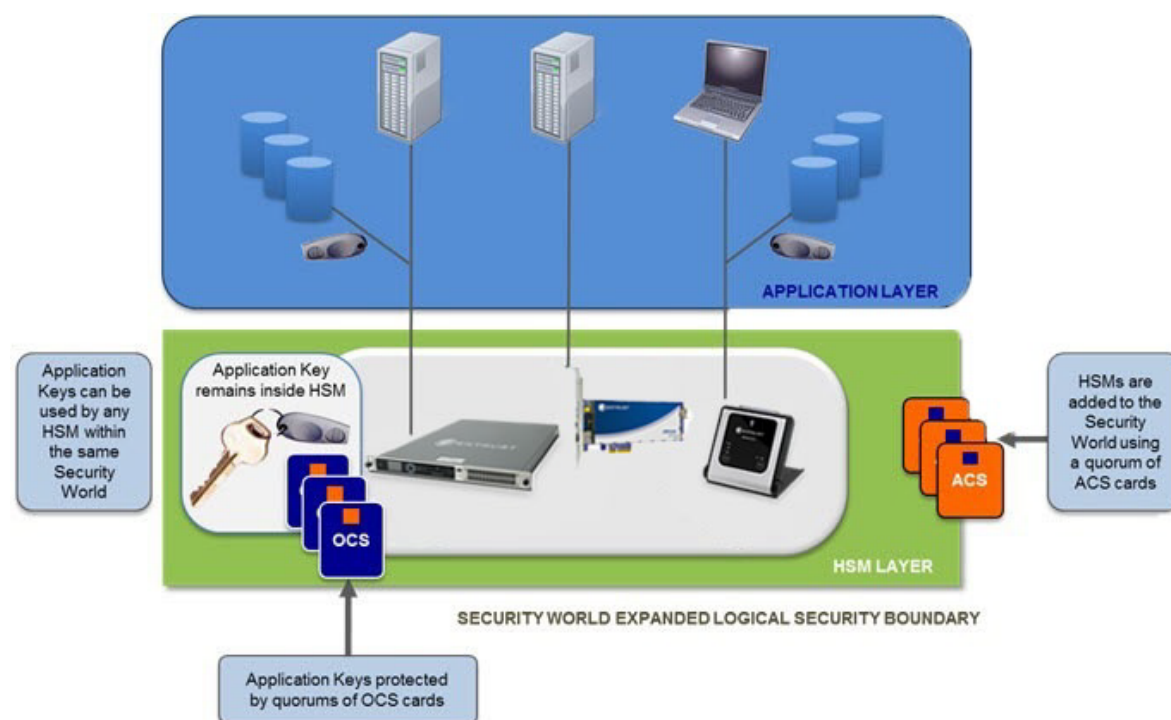 APPLICATION LAYER
Application
Keys can be
used by any
HSM within
the same
Security
World
Application Key
remains inside HSM
OCS
HSMs are
added to the
Security
World using
a quorum of
ACS cards
ACS
HSM LAYER
SECURITY WORLD EXPANDED LOGICAL SECURITY BOUNDARY
Application Keys protected
by quorums of OCS cards